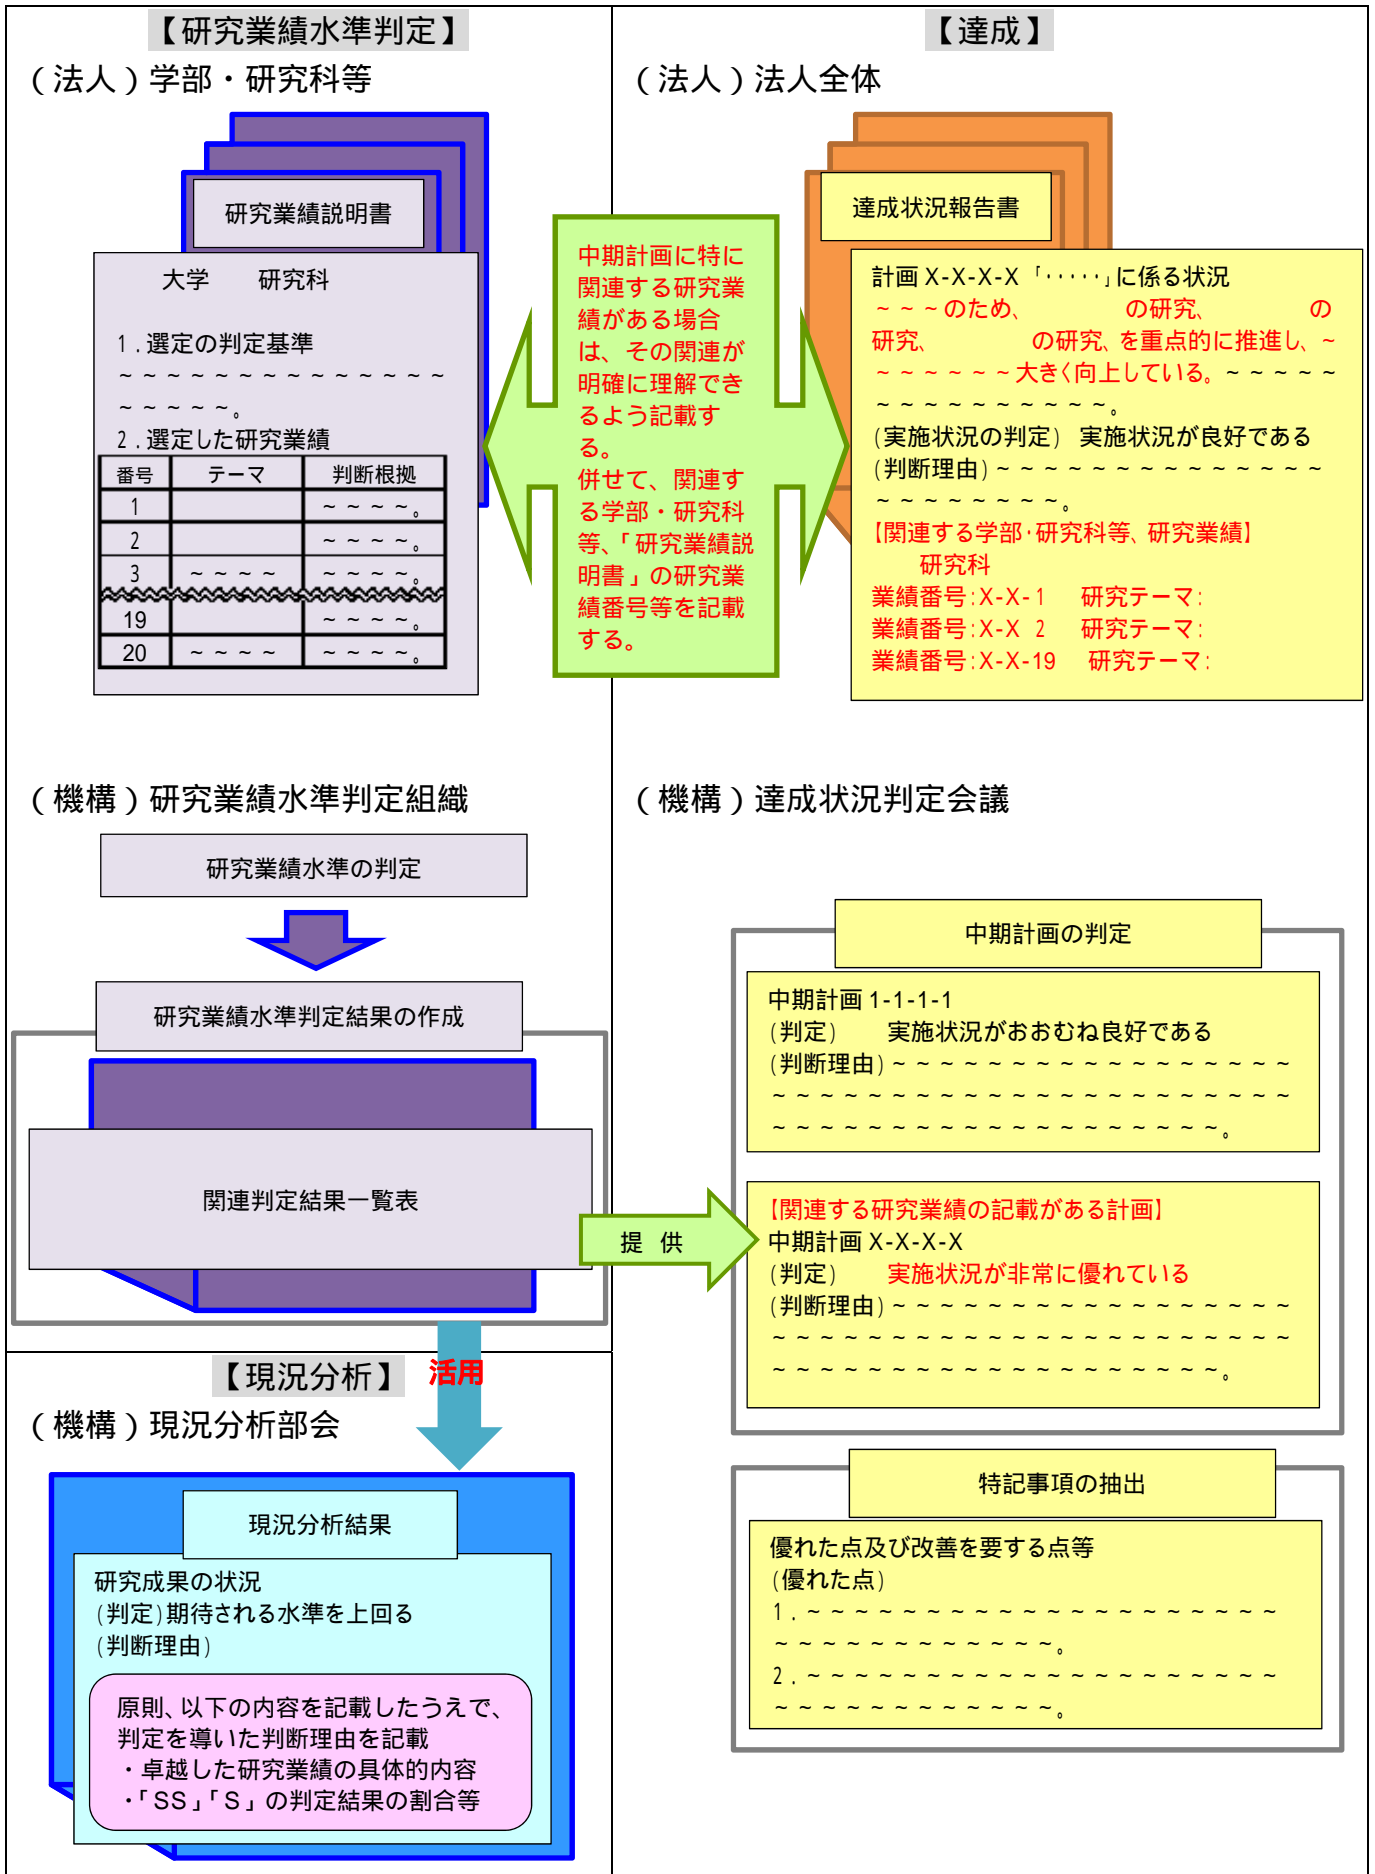 【研究業績水準判定】
（法人）学部・研究科等
研究業績説明書
大学　　研究科
1．選定の判定基準
～～～～～～～～～～～～～～
～～～～～。
2．選定した研究業績
番号　テーマ　判断根拠
1　　～～～～。
2　　～～～～。
3　～～～～　～～～～。
19　　～～～～。
20　～～～～　～～～～。
中期計画に特に
関連する研究業
績がある場合
は、その関連が
明確に理解でき
るよう記載す
る。
併せて、関連す
る学部・研究科
等、「研究業績説
明書」の研究業
績番号等を記載
する。
【達成】
（法人）法人全体
達成状況報告書
計画 X-X-X-X「・・・・・」に係る状況
～～～のため、　　　　の研究、　　　　の
研究、　　　　の研究、を重点的に推進し、～
～～～～～～大きく向上している。～～～～～
～～～～～～～～～～。
(実施状況の判定)　実施状況が良好である
(判断理由)～～～～～～～～～～～～～～
～～～～～～～～。
【関連する学部・研究科等、研究業績】
研究科
業績番号：X-X-1　研究テーマ：
業績番号：X-X 2　研究テーマ：
業績番号：X-X-19　研究テーマ：
（機構）研究業績水準判定組織
研究業績水準の判定
研究業績水準判定結果の作成
関連判定結果一覧表
提 供
（機構）達成状況判定会議
中期計画の判定
中期計画 1-1-1-1
(判定)　　実施状況がおおむね良好である
(判断理由)～～～～～～～～～～～～～～～～～
～～～～～～～～～～～～～～～～～～～～～～
～～～～～～～～～～～～～～～～～～～。
【関連する研究業績の記載がある計画】
中期計画 X-X-X-X
(判定)　　実施状況が非常に優れている
(判断理由)～～～～～～～～～～～～～～～～～
～～～～～～～～～～～～～～～～～～～～～～
～～～～～～～～～～～～～～～～～～～。
特記事項の抽出
優れた点及び改善を要する点等
(優れた点)
1．～～～～～～～～～～～～～～～～～～～～
～～～～～～～～～～～～。
2．～～～～～～～～～～～～～～～～～～～～
～～～～～～～～～～～～。
【現況分析】
活用
（機構）現況分析部会
現況分析結果
研究成果の状況
(判定)期待される水準を上回る
(判断理由)
原則、以下の内容を記載したうえで、
判定を導いた判断理由を記載
・卓越した研究業績の具体的内容
・「SS」「S」の判定結果の割合等